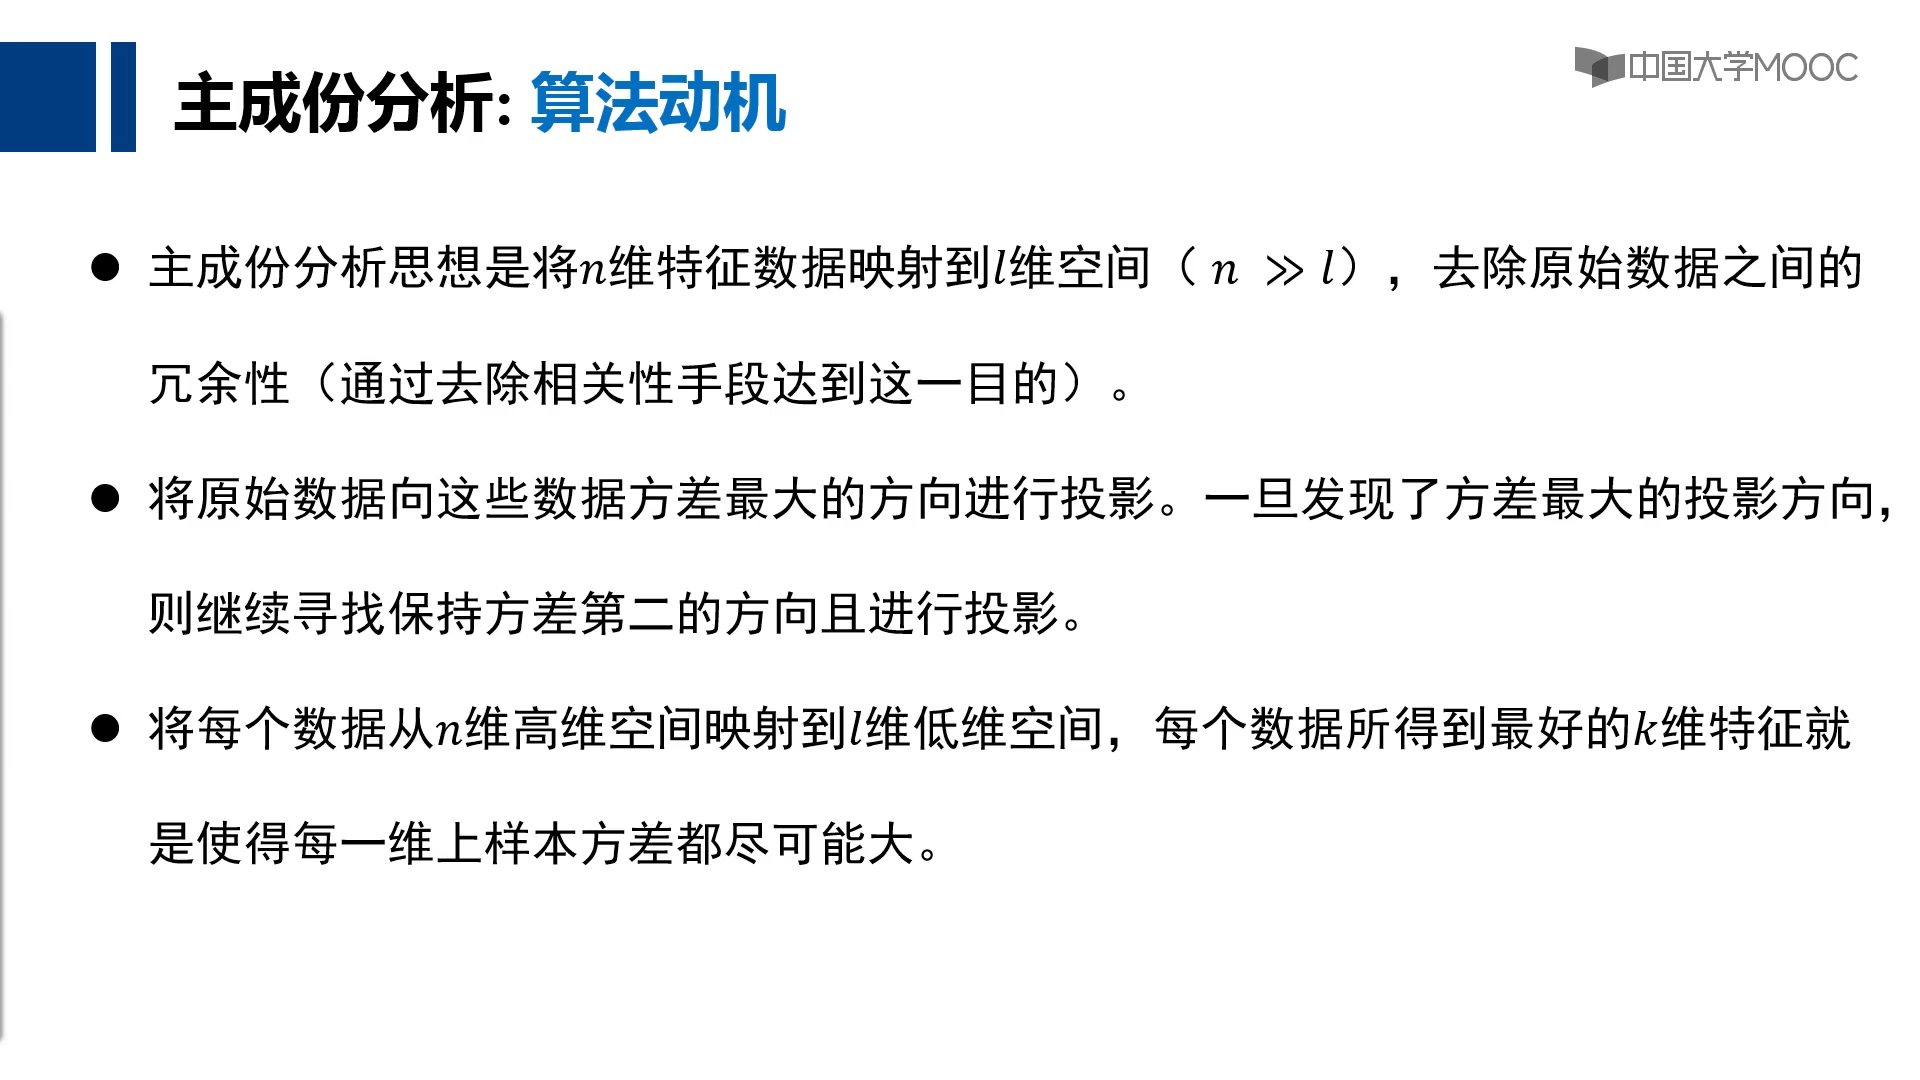 主成份分析: 算法动机
中国大学MOOC
● 主成份分析思想是将n维特征数据映射到l维空间（ n ≫ l），去除原始数据之间的
冗余性（通过去除相关性手段达到这一目的）。
● 将原始数据向这些数据方差最大的方向进行投影。一旦发现了方差最大的投影方向，
则继续寻找保持方差第二的方向且进行投影。
● 将每个数据从n维高维空间映射到l维低维空间，每个数据所得到最好的k维特征就
是使得每一维上样本方差都尽可能大。